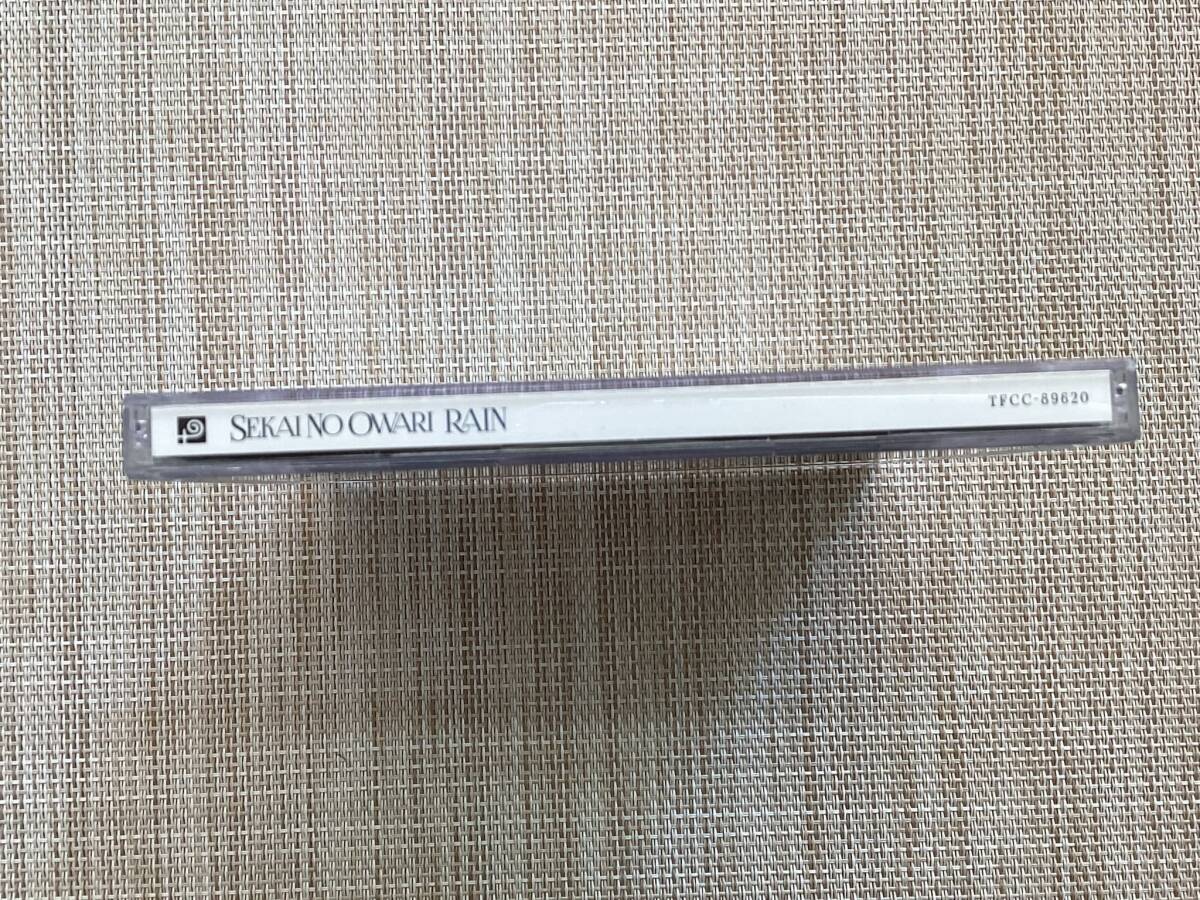 SEKAI NO OWARI RAIN TFCC-89620